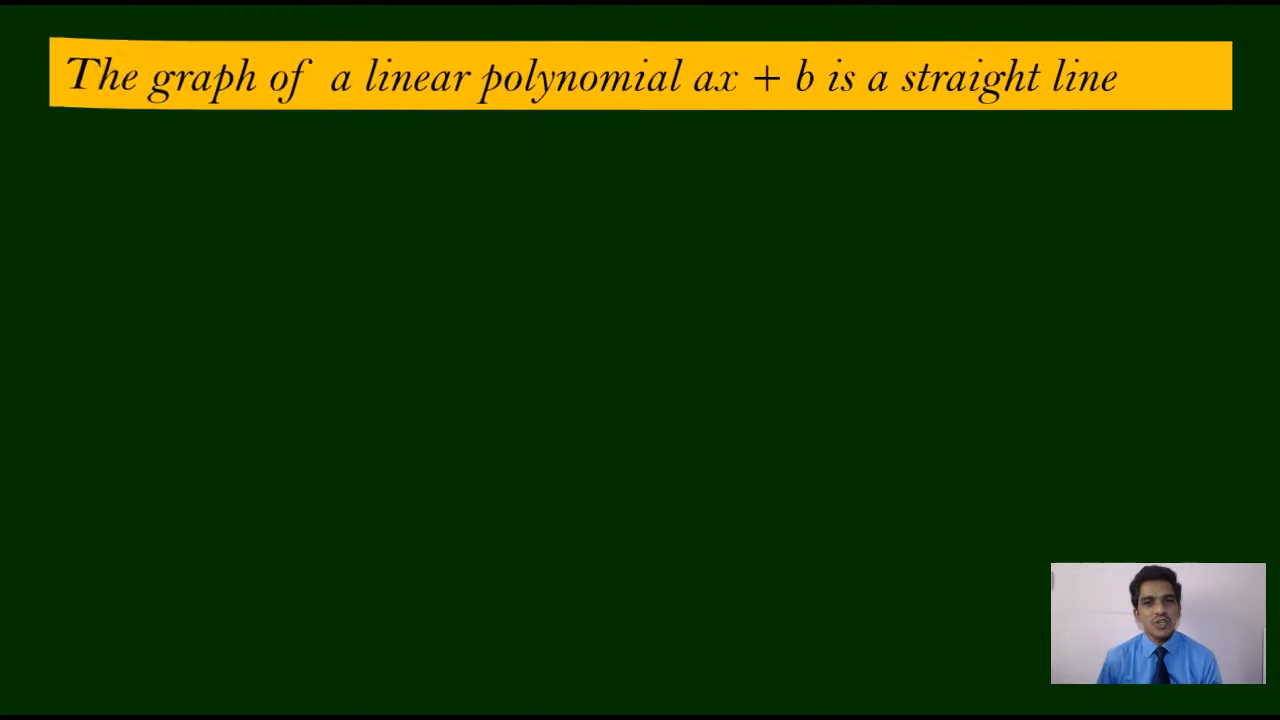 The graph of a linear polynomial ax + b is a straight line